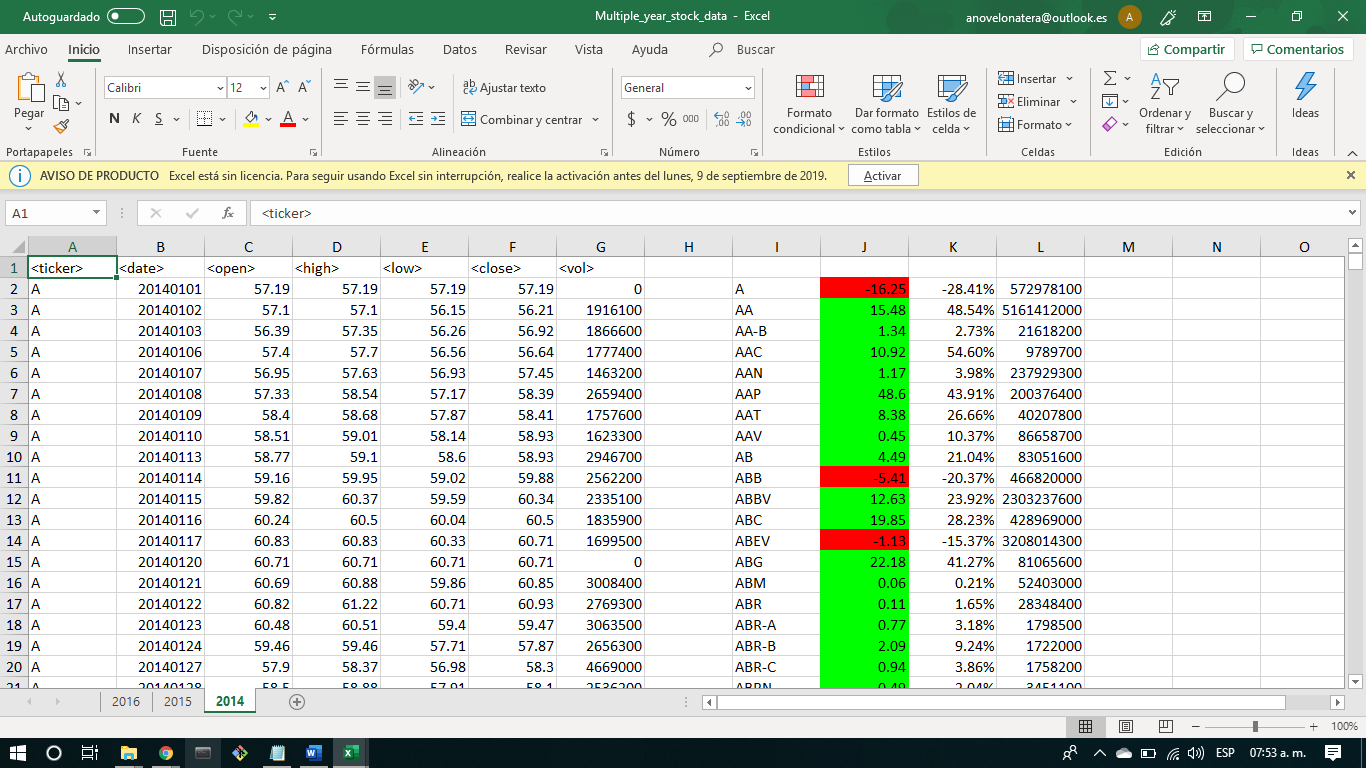 Autoguardado Multiple_year_stock_data - Excel anovelonatera@outlook.es A
Archivo Inicio Insertar Disposición de página Fórmulas Datos Revisar Vista Ayuda Buscar Compartir Comentarios
Pegar Calibri 12 A A ab Ajustar texto General Formato condicional Dar formato como tabla Estilos de celda Insertar Eliminar Formato Ordenar y filtrar Buscar y seleccionar Ideas
N K S A Combinar y centrar $ % 000
Portapapeles Fuente Alineación Número Estilos Celdas Edición Ideas
AVISO DE PRODUCTO Excel está sin licencia. Para seguir usando Excel sin interrupción, realice la activación antes del lunes, 9 de septiembre de 2019. Activar
A1 fx <ticker>
A B C D E F G H I J K L M N O
1 <ticker> <date> <open> <high> <low> <close> <vol>
2 A 20140101 57.19 57.19 57.19 57.19 0 A -16.25 -28.41% 572978100
3 A 20140102 57.1 57.1 56.15 56.21 1916100 AA 15.48 48.54% 5161412000
4 A 20140103 56.39 57.35 56.26 56.92 1866600 AA-B 1.34 2.73% 21618200
5 A 20140106 57.4 57.7 56.56 56.64 1777400 AAC 10.92 54.60% 9789700
6 A 20140107 56.95 57.63 56.93 57.45 1463200 AAN 1.17 3.98% 237929300
7 A 20140108 57.33 58.54 57.17 58.39 2659400 AAP 48.6 43.91% 200376400
8 A 20140109 58.4 58.68 57.87 58.41 1757600 AAT 8.38 26.66% 40207800
9 A 20140110 58.51 59.01 58.14 58.93 1623300 AAV 0.45 10.37% 86658700
10 A 20140113 58.77 59.1 58.6 58.93 2946700 AB 4.49 21.04% 83051600
11 A 20140114 59.16 59.95 59.02 59.88 2562200 ABB -5.41 -20.37% 466820000
12 A 20140115 59.82 60.37 59.59 60.34 2335100 ABBV 12.63 23.92% 2303237600
13 A 20140116 60.24 60.5 60.04 60.5 1835900 ABC 19.85 28.23% 428969000
14 A 20140117 60.83 60.83 60.33 60.71 1699500 ABEV -1.13 -15.37% 3208014300
15 A 20140120 60.71 60.71 60.71 60.71 0 ABG 22.18 41.27% 81065600
16 A 20140121 60.69 60.88 59.86 60.85 3008400 ABM 0.06 0.21% 52403000
17 A 20140122 60.82 61.22 60.71 60.93 2769300 ABR 0.11 1.65% 28348400
18 A 20140123 60.48 60.51 59.4 59.47 3063500 ABR-A 0.77 3.18% 1798500
19 A 20140124 59.46 59.46 57.71 57.87 2656300 ABR-B 2.09 9.24% 1722000
20 A 20140127 57.9 58.37 56.98 58.3 4669000 ABR-C 0.94 3.86% 1758200
21 A 20140128 58.5 58.88 57.91 58.1 2536200 ABRN 0.49 2.04% 3451100
2016 2015 2014
100%
ESP 07:53 a. m.